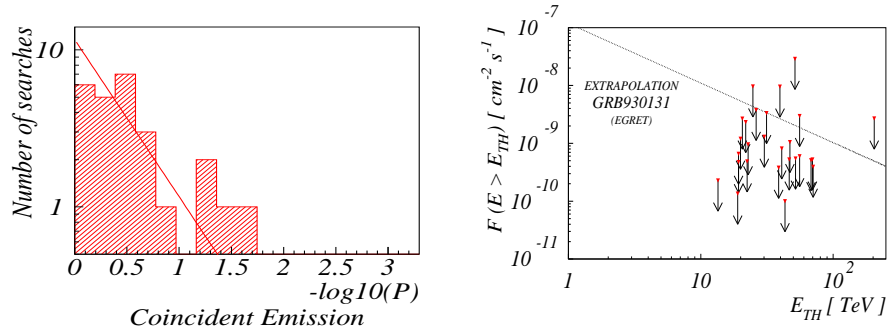 Number of searches
10
1
0
0.5
1
1.5
2
2.5
3
-log10(P)
Coincident Emission
F (E > E_TH) [ cm^-2 s^-1 ]
10^-7
10^-8
10^-9
10^-10
10^-11
EXTRAPOLATION
GRB930131
(EGRET)
1
10
10^2
E_TH [ TeV ]